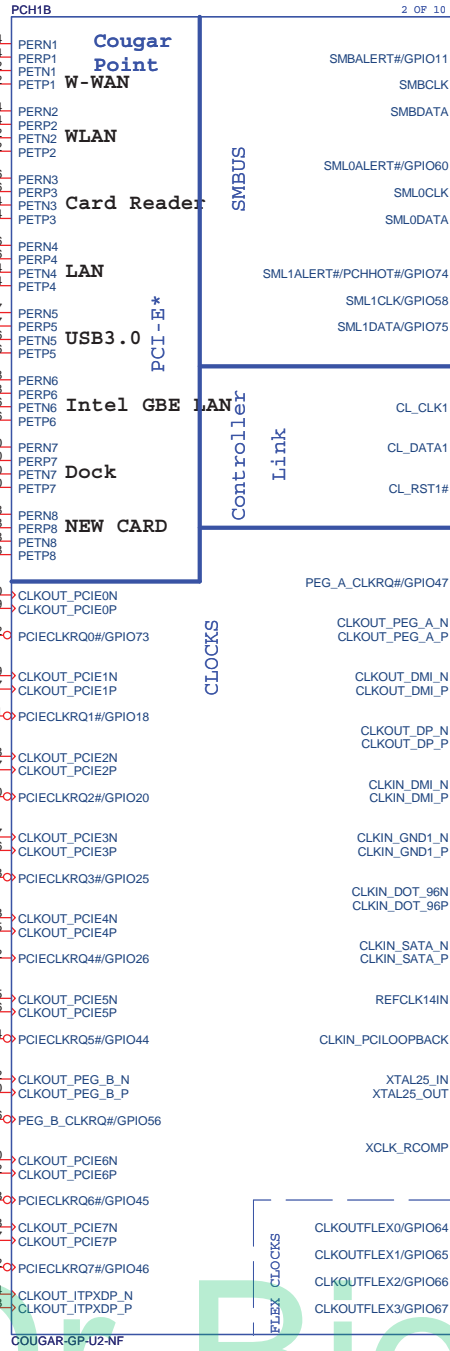 PCH1B
2 OF 10
Cougar
Point
PERN1
PERP1
PETN1
PETP1
W-WAN
PERN2
PERP2
PETN2
PETP2
WLAN
PERN3
PERP3
PETN3
PETP3
Card Reader
PERN4
PERP4
PETN4
PETP4
LAN
PERN5
PERP5
PETN5
PETP5
USB3.0
PERN6
PERP6
PETN6
PETP6
Intel GBE LAN
PERN7
PERP7
PETN7
PETP7
Dock
PERN8
PERP8
PETN8
PETP8
NEW CARD
PCI-E*
SMBUS
SMBALERT#/GPIO11
SMBCLK
SMBDATA
SML0ALERT#/GPIO60
SML0CLK
SML0DATA
SML1ALERT#/PCHHOT#/GPIO74
SML1CLK/GPIO58
SML1DATA/GPIO75
Controller
Link
CL_CLK1
CL_DATA1
CL_RST1#
CLOCKS
CLKOUT_PCIE0N
CLKOUT_PCIE0P
PCIECLKRQ0#/GPIO73
CLKOUT_PCIE1N
CLKOUT_PCIE1P
PCIECLKRQ1#/GPIO18
CLKOUT_PCIE2N
CLKOUT_PCIE2P
PCIECLKRQ2#/GPIO20
CLKOUT_PCIE3N
CLKOUT_PCIE3P
PCIECLKRQ3#/GPIO25
CLKOUT_PCIE4N
CLKOUT_PCIE4P
PCIECLKRQ4#/GPIO26
CLKOUT_PCIE5N
CLKOUT_PCIE5P
PCIECLKRQ5#/GPIO44
CLKOUT_PEG_B_N
CLKOUT_PEG_B_P
PEG_B_CLKRQ#/GPIO56
CLKOUT_PCIE6N
CLKOUT_PCIE6P
PCIECLKRQ6#/GPIO45
CLKOUT_PCIE7N
CLKOUT_PCIE7P
PCIECLKRQ7#/GPIO46
CLKOUT_ITPXDP_N
CLKOUT_ITPXDP_P
PEG_A_CLKRQ#/GPIO47
CLKOUT_PEG_A_N
CLKOUT_PEG_A_P
CLKOUT_DMI_N
CLKOUT_DMI_P
CLKOUT_DP_N
CLKOUT_DP_P
CLKIN_DMI_N
CLKIN_DMI_P
CLKIN_GND1_N
CLKIN_GND1_P
CLKIN_DOT_96N
CLKIN_DOT_96P
CLKIN_SATA_N
CLKIN_SATA_P
REFCLK14IN
CLKIN_PCILOOPBACK
XTAL25_IN
XTAL25_OUT
XCLK_RCOMP
FLEX CLOCKS
CLKOUTFLEX0/GPIO64
CLKOUTFLEX1/GPIO65
CLKOUTFLEX2/GPIO66
CLKOUTFLEX3/GPIO67
COUGAR-GP-U2-NF